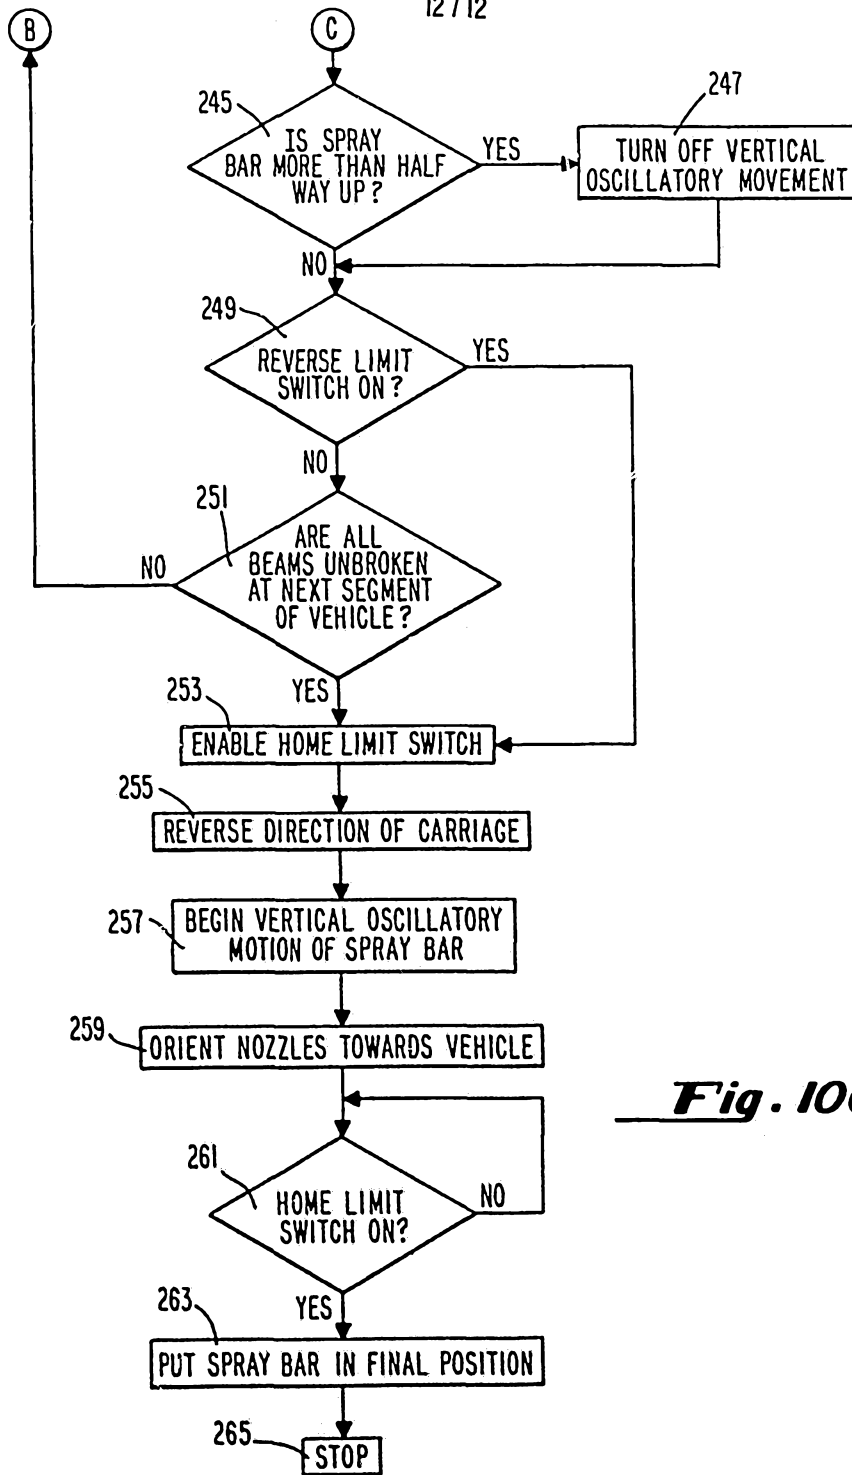 12/12
B
C
245
IS SPRAY
BAR MORE THAN HALF
WAY UP?
YES
247
TURN OFF VERTICAL
OSCILLATORY MOVEMENT
NO
249
REVERSE LIMIT
SWITCH ON?
YES
NO
251
ARE ALL
BEAMS UNBROKEN
AT NEXT SEGMENT
OF VEHICLE?
NO
YES
253
ENABLE HOME LIMIT SWITCH
255
REVERSE DIRECTION OF CARRIAGE
257
BEGIN VERTICAL OSCILLATORY
MOTION OF SPRAY BAR
259
ORIENT NOZZLES TOWARDS VEHICLE
Fig. 10
261
HOME LIMIT
SWITCH ON?
NO
YES
263
PUT SPRAY BAR IN FINAL POSITION
265
STOP